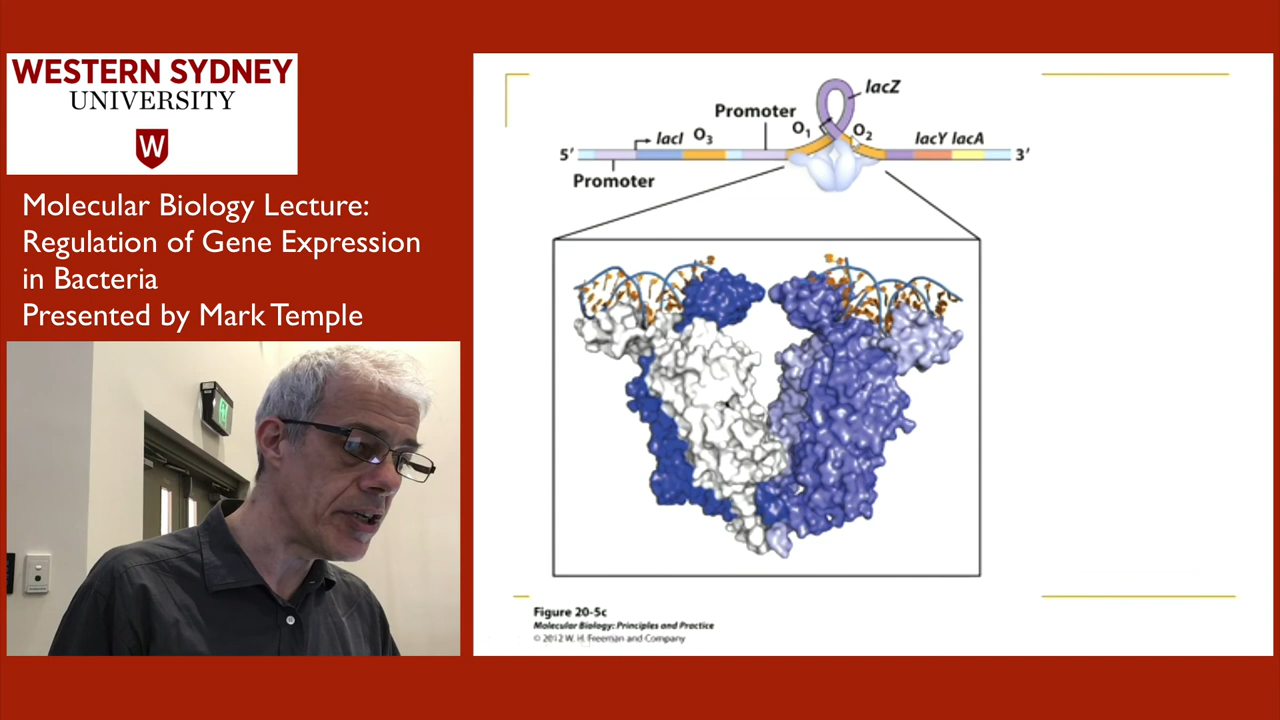 WESTERN SYDNEY
UNIVERSITY
W
Molecular Biology Lecture:
Regulation of Gene Expression
in Bacteria
Presented by Mark Temple
lacZ
Promoter
O1
O2
lacI
O3
lacY lacA
5′
3′
Promoter
Figure 20-5c
Molecular Biology: Principles and Practice
© 2012 W. H. Freeman and Company